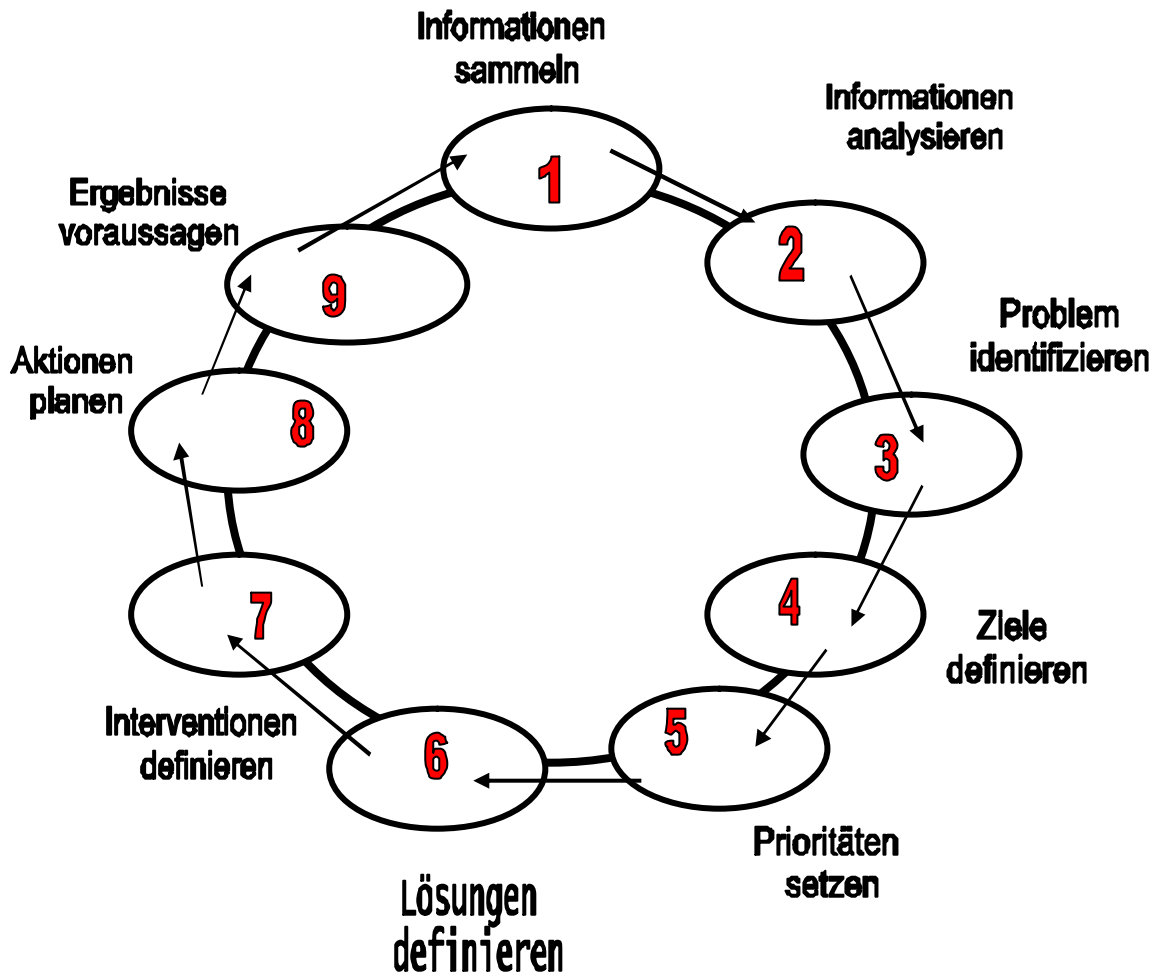 Informationen
sammeln
1
Informationen
analysieren
2
Problem
identifizieren
3
Ziele
definieren
4
Prioritäten
setzen
5
Lösungen
definieren
6
Interventionen
definieren
7
Aktionen
planen
8
Ergebnisse
voraussagen
9